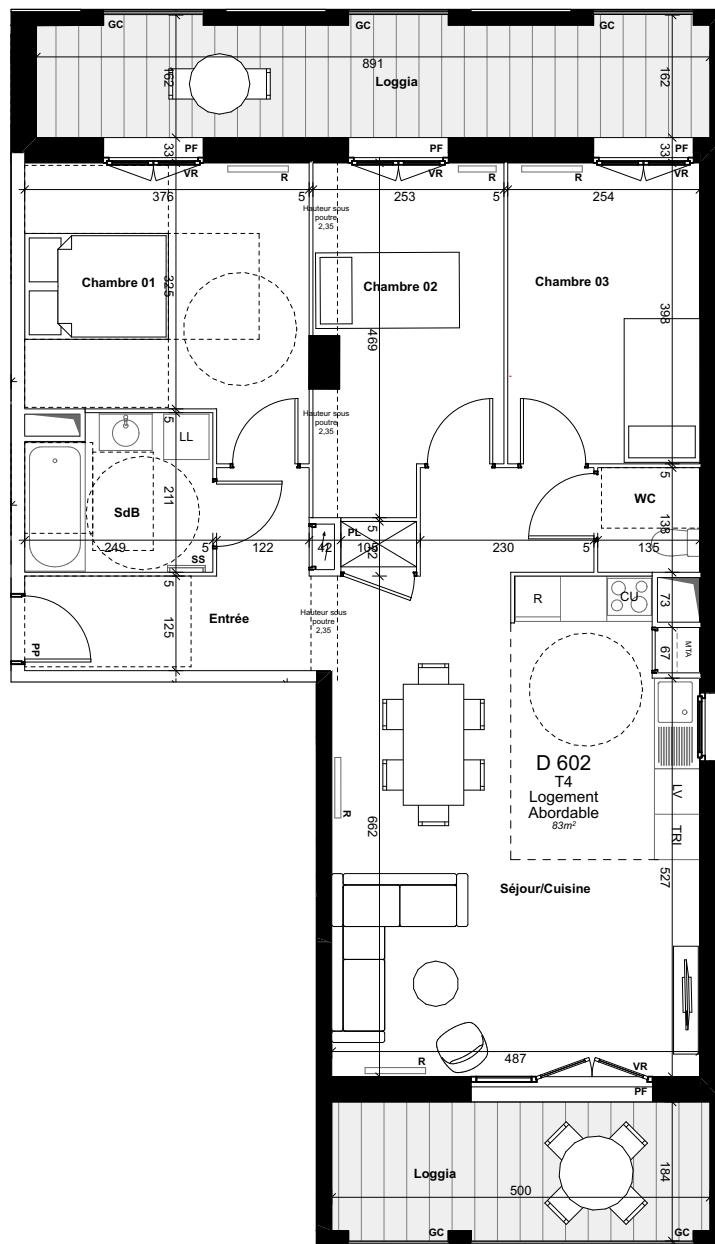 GC
GC
GC
891
Loggia
162
162
33
33
PF
PF
PF
VR
VR
VR
R
R
R
376
5
253
5
254
Hauteur sous
poutre
2,35
Chambre 01
Chambre 02
Chambre 03
325
469
398
Hauteur sous
poutre
2,35
5
LL
5
SdB
211
WC
138
PL
5
249
5
122
42
105
230
5
135
SS
5
125
Entrée
Hauteur sous
poutre
2,35
PP
R
CU
73
67
MTA
D 602
T4
Logement
Abordable
83m²
LV
TRI
R
662
527
Séjour/Cuisine
487
R
VR
PF
Loggia
184
500
GC
GC